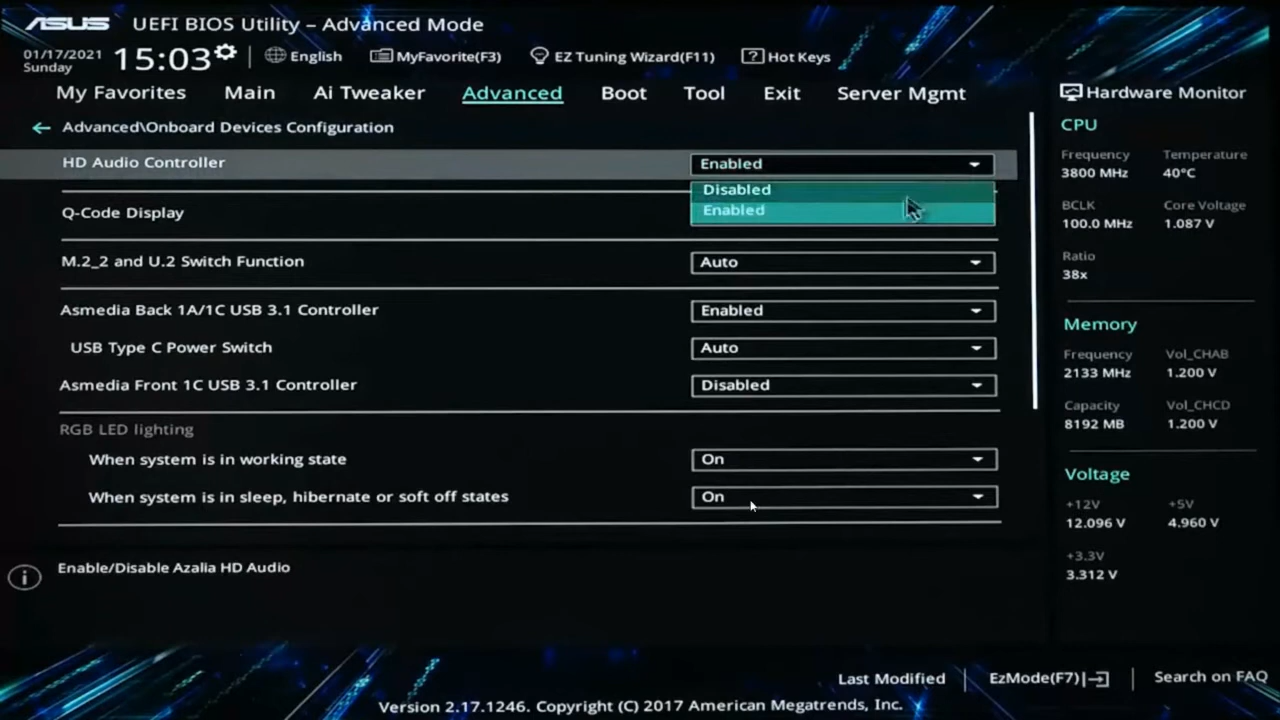 ASUS UEFI BIOS Utility – Advanced Mode
01/17/2021
Sunday
15:03
English
MyFavorite(F3)
EZ Tuning Wizard(F11)
? Hot Keys
My Favorites Main Ai Tweaker Advanced Boot Tool Exit Server Mgmt
Advanced\Onboard Devices Configuration
HD Audio Controller Enabled
Disabled
Enabled
Q-Code Display
M.2_2 and U.2 Switch Function Auto
Asmedia Back 1A/1C USB 3.1 Controller Enabled
USB Type C Power Switch Auto
Asmedia Front 1C USB 3.1 Controller Disabled
RGB LED lighting
When system is in working state On
When system is in sleep, hibernate or soft off states On
i Enable/Disable Azalia HD Audio
Hardware Monitor
CPU
Frequency Temperature
3800 MHz 40°C
BCLK Core Voltage
100.0 MHz 1.087 V
Ratio
38x
Memory
Frequency Vol_CHAB
2133 MHz 1.200 V
Capacity Vol_CHCD
8192 MB 1.200 V
Voltage
+12V +5V
12.096 V 4.960 V
+3.3V
3.312 V
Last Modified EzMode(F7) Search on FAQ
Version 2.17.1246. Copyright (C) 2017 American Megatrends, Inc.